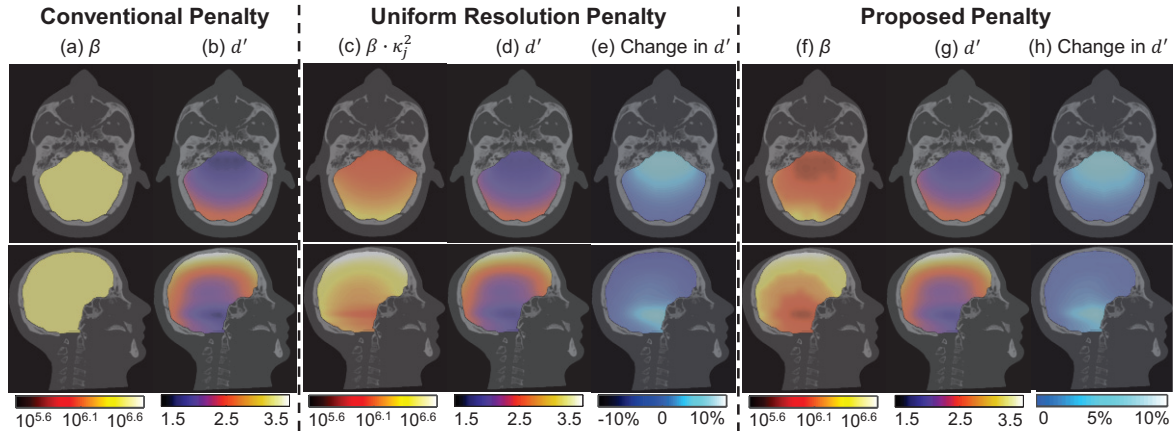 Conventional Penalty Uniform Resolution Penalty Proposed Penalty
(a) β (b) d′ (c) β · κ_j^2 (d) d′ (e) Change in d′ (f) β (g) d′ (h) Change in d′
10^5.6 10^6.1 10^6.6 1.5 2.5 3.5 10^5.6 10^6.1 10^6.6 1.5 2.5 3.5 -10% 0 10% 10^5.6 10^6.1 10^6.6 1.5 2.5 3.5 0 5% 10%